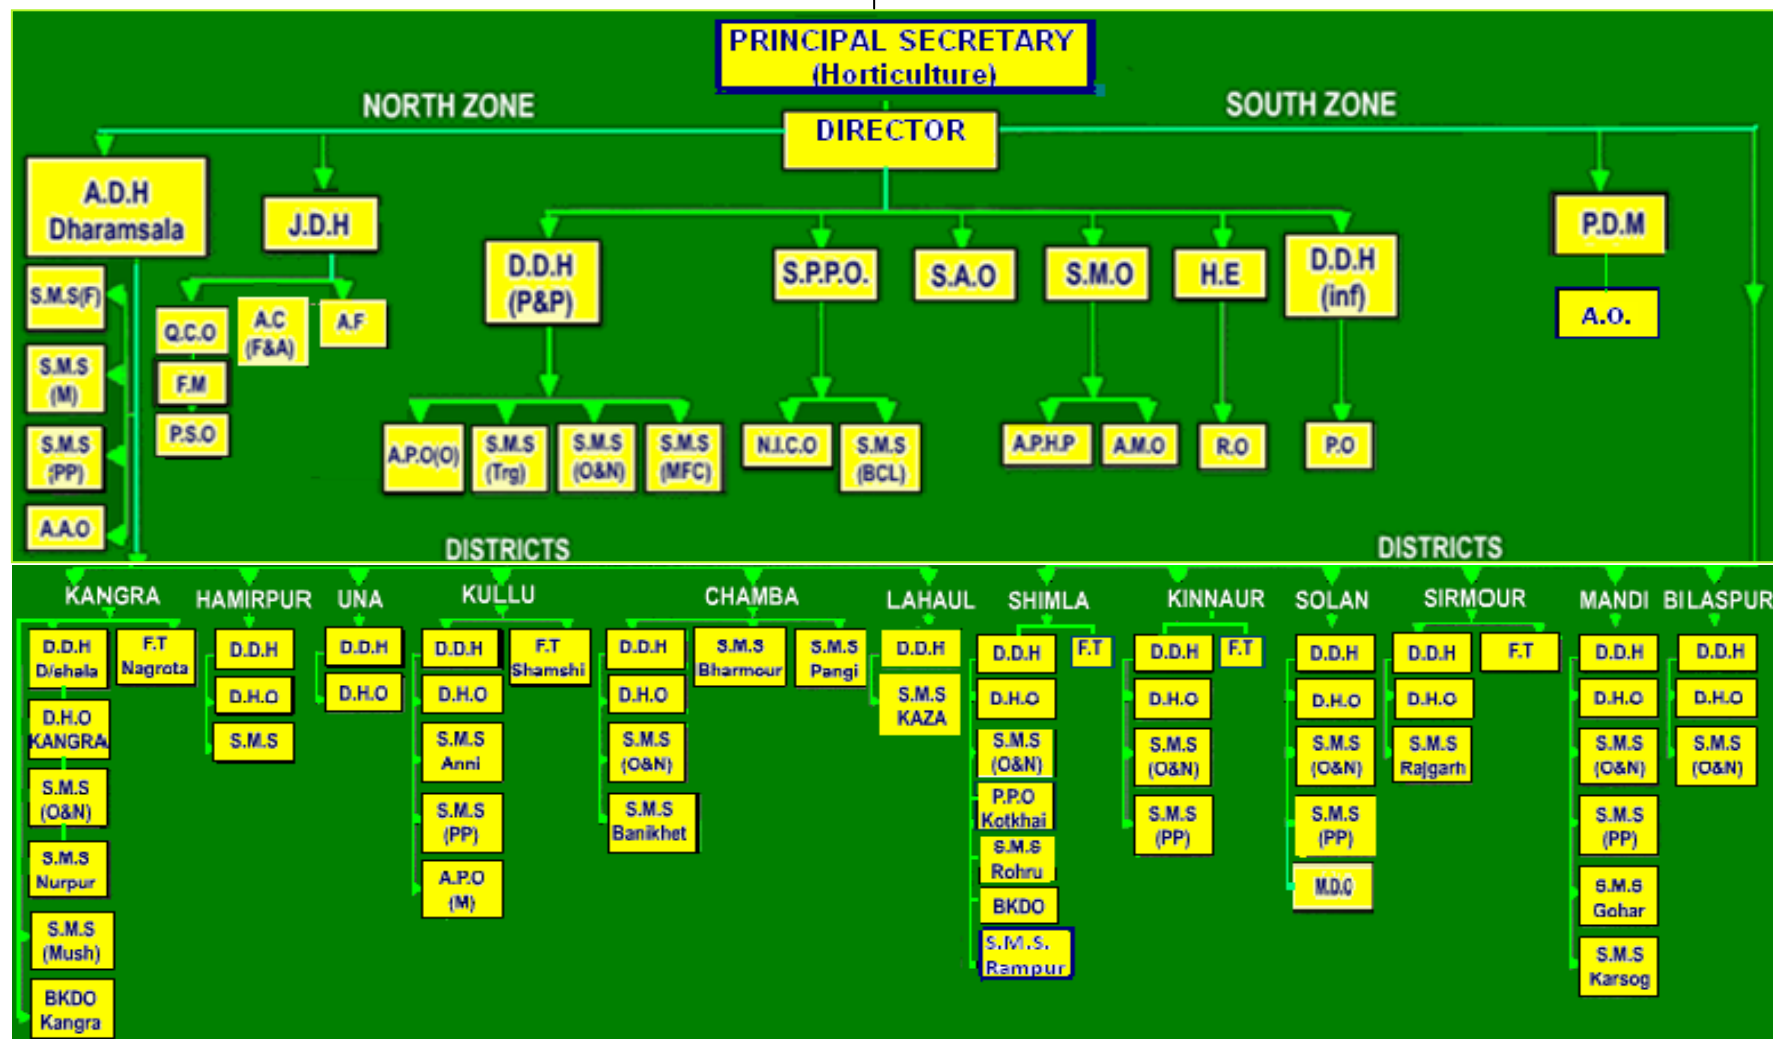 PRINCIPAL SECRETARY
(Horticulture)
NORTH ZONE
SOUTH ZONE
DIRECTOR
A.D.H
Dharamsala
J.D.H
P.D.M
D.D.H
(P&P)
S.P.P.O.
S.A.O
S.M.O
H.E
D.D.H
(inf)
S.M.S(F)
S.M.S
(M)
S.M.S
(PP)
A.A.O
Q.C.O
F.M
P.S.O
A.C
(F&A)
A.F
A.O.
A.P.O(O)
S.M.S
(Trg)
S.M.S
(O&N)
S.M.S
(MFC)
N.I.C.O
S.M.S
(BCL)
A.P.H.P
A.M.O
R.O
P.O
DISTRICTS
DISTRICTS
KANGRA
D.D.H
D/shala
F.T
Nagrota
D.H.O
KANGRA
S.M.S
(O&N)
S.M.S
Nurpur
S.M.S
(Mush)
BKDO
Kangra
HAMIRPUR
D.D.H
D.H.O
S.M.S
UNA
D.D.H
D.H.O
KULLU
D.D.H
F.T
Shamshi
D.H.O
S.M.S
Anni
S.M.S
(PP)
A.P.O
(M)
CHAMBA
D.D.H
S.M.S
Bharmour
S.M.S
Pangi
D.H.O
S.M.S
(O&N)
S.M.S
Banikhet
LAHAUL
D.D.H
S.M.S
KAZA
SHIMLA
D.D.H
F.T
D.H.O
S.M.S
(O&N)
P.P.O
Kotkhai
S.M.S
Rohru
BKDO
S.M.S.
Rampur
KINNAUR
D.D.H
F.T
D.H.O
S.M.S
(O&N)
S.M.S
(PP)
SOLAN
D.D.H
D.H.O
S.M.S
(O&N)
S.M.S
(PP)
M.D.O
SIRMOUR
D.D.H
F.T
D.H.O
S.M.S
Rajgarh
MANDI
D.D.H
D.H.O
S.M.S
(O&N)
S.M.S
(PP)
S.M.S
Gohar
S.M.S
Karsog
BILASPUR
D.D.H
D.H.O
S.M.S
(O&N)